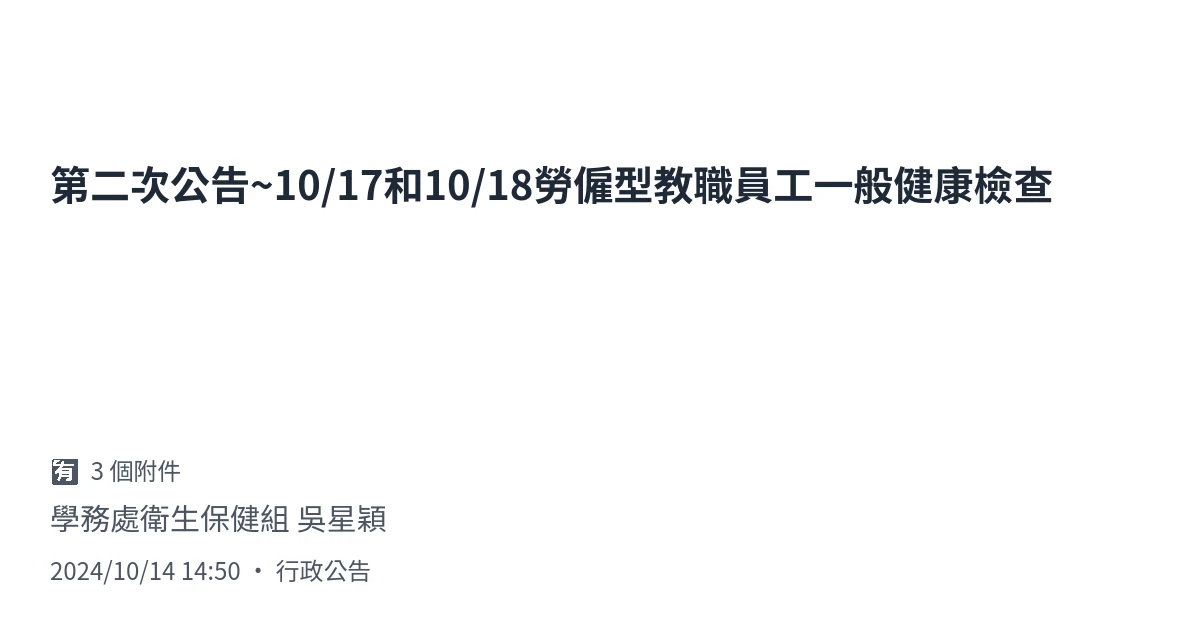 第二次公告~10/17和10/18勞僱型教職員工一般健康檢查
有 3 個附件
學務處衛生保健組 吳星穎
2024/10/14 14:50 • 行政公告